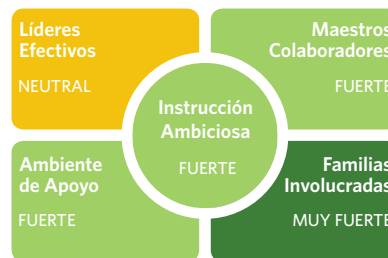 Líderes
Efectivos
NEUTRAL
Maestros
Colaboradores
FUERTE
Instrucción
Ambiciosa
FUERTE
Ambiente
de Apoyo
FUERTE
Familias
Involucradas
MUY FUERTE